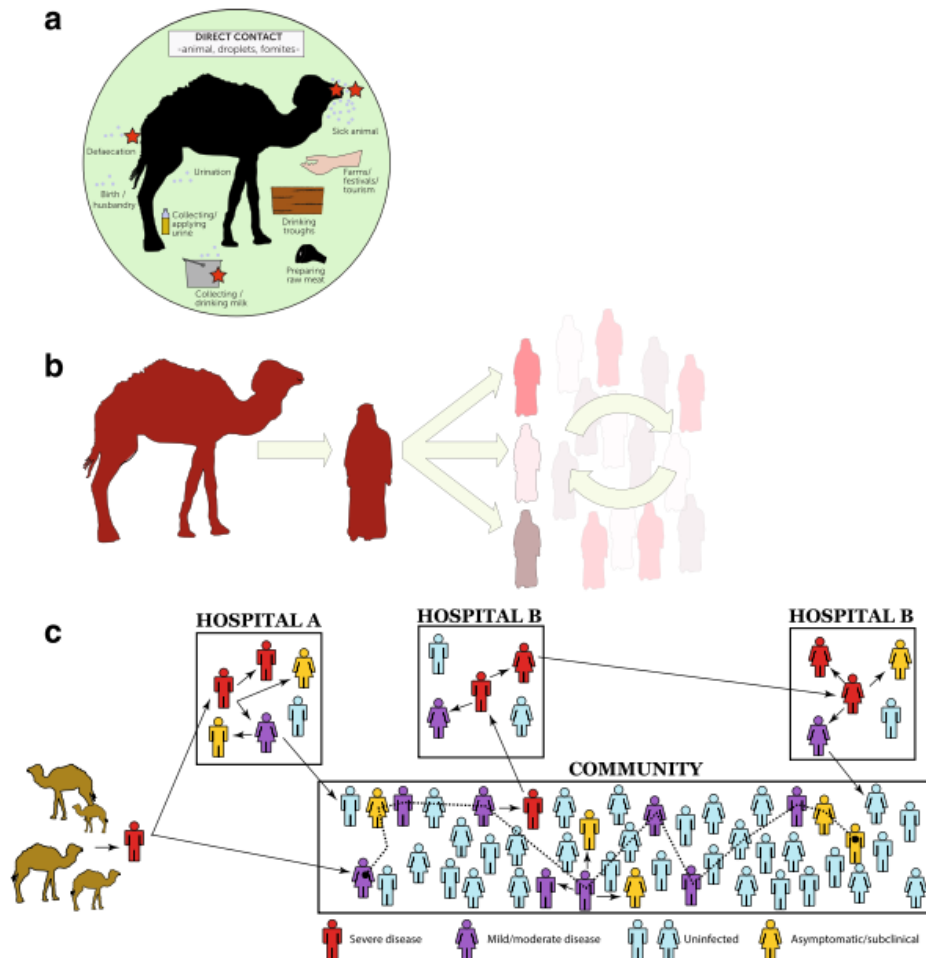 a
DIRECT CONTACT
-animal, droplets, fomites-
Sick animal
Defaecation
Urination
Birth /
husbandry
Farms/
festivals/
tourism
Collecting/
applying
urine
Drinking
troughs
Preparing
raw meat
Collecting /
drinking milk
b
c
HOSPITAL A
HOSPITAL B
HOSPITAL B
COMMUNITY
Severe disease
Mild/moderate disease
Uninfected
Asymptomatic/subclinical